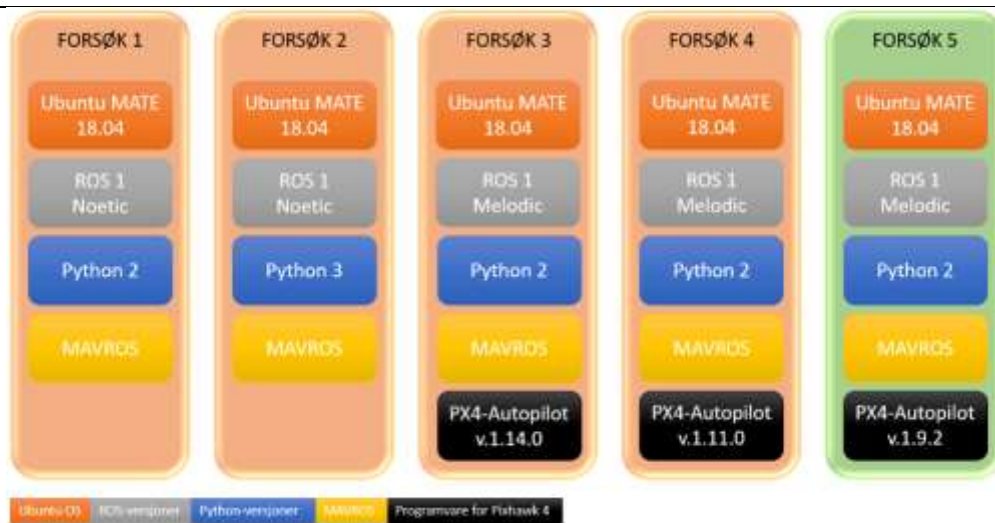 FORSØK 1
Ubuntu MATE
18.04
ROS 1
Noetic
Python 2
MAVROS
FORSØK 2
Ubuntu MATE
18.04
ROS 1
Noetic
Python 3
MAVROS
FORSØK 3
Ubuntu MATE
18.04
ROS 1
Melodic
Python 2
MAVROS
PX4-Autopilot
v.1.14.0
FORSØK 4
Ubuntu MATE
18.04
ROS 1
Melodic
Python 2
MAVROS
PX4-Autopilot
v.1.11.0
FORSØK 5
Ubuntu MATE
18.04
ROS 1
Melodic
Python 2
MAVROS
PX4-Autopilot
v.1.9.2
Ubuntu OS ROS-versjoner Python-versjoner MAVROS Programvare for Pixhawk 4